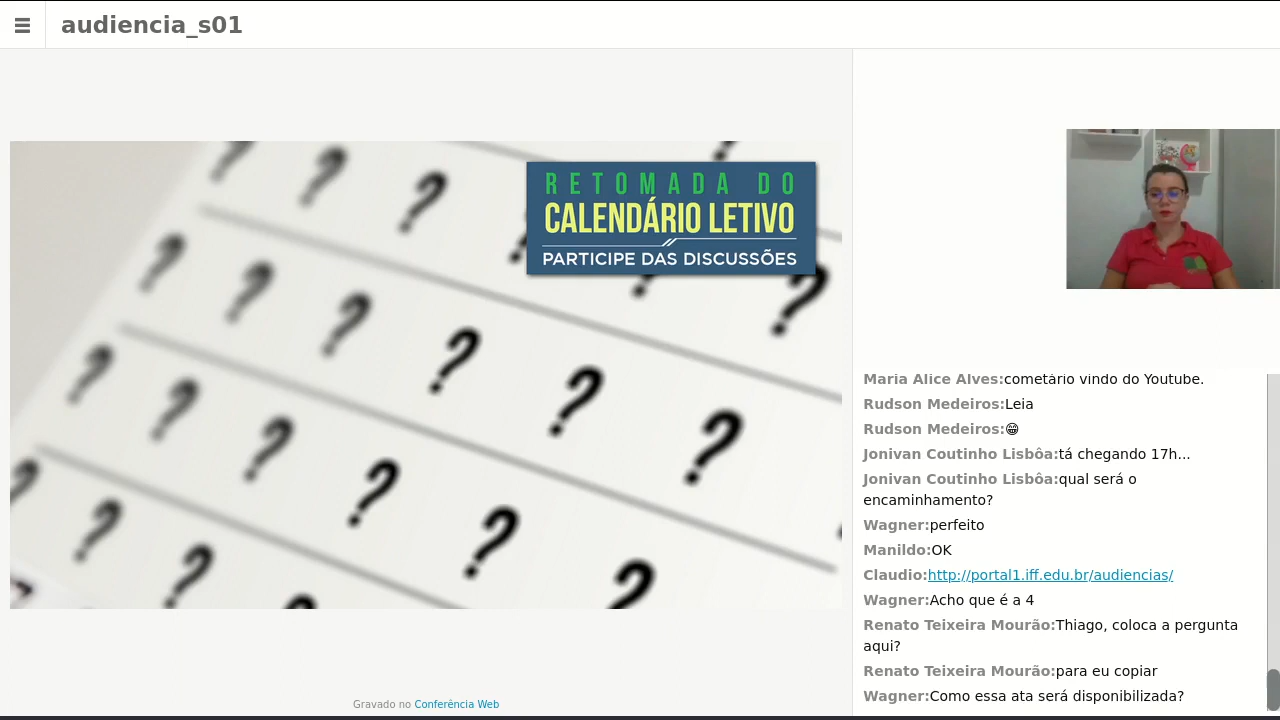 audiencia_s01
RETOMADA DO
CALENDÁRIO LETIVO
PARTICIPE DAS DISCUSSÕES
? ? ? ?
? ? ? ? ? ?
? ? ? ? ? ?
? ? ? ?
Maria Alice Alves:cometário vindo do Youtube.
Rudson Medeiros:Leia
Rudson Medeiros:😁
Jonivan Coutinho Lisbôa:tá chegando 17h...
Jonivan Coutinho Lisbôa:qual será o
encaminhamento?
Wagner:perfeito
Manildo:OK
Claudio:http://portal1.iff.edu.br/audiencias/
Wagner:Acho que é a 4
Renato Teixeira Mourão:Thiago, coloca a pergunta
aqui?
Renato Teixeira Mourão:para eu copiar
Wagner:Como essa ata será disponibilizada?
Gravado no Conferência Web